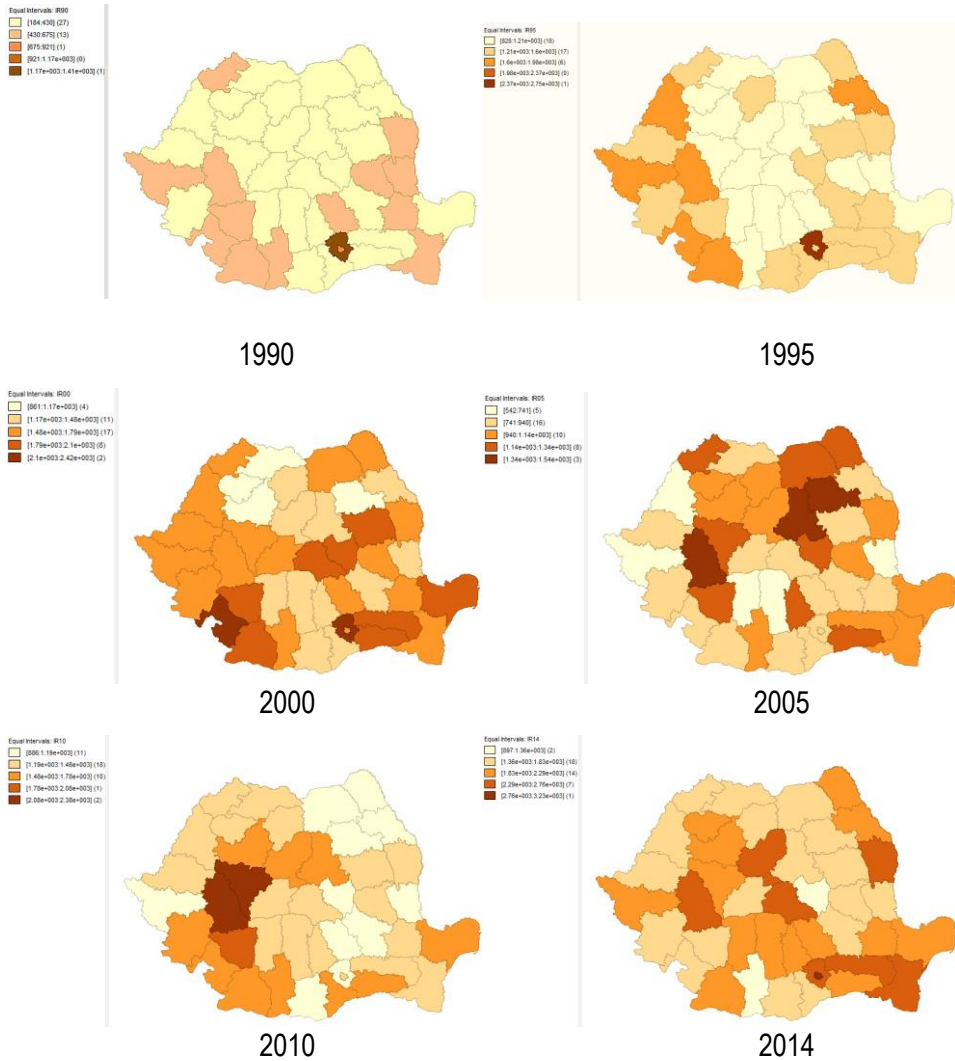 Equal Intervals: IR90
[184:430] (27)
[430:675] (13)
[675:921] (1)
[921:1.17e+003] (0)
[1.17e+003:1.41e+003] (1)
1990
Equal Intervals: IR95
[828:1.21e+003] (18)
[1.21e+003:1.6e+003] (17)
[1.6e+003:1.98e+003] (6)
[1.98e+003:2.37e+003] (0)
[2.37e+003:2.75e+003] (1)
1995
Equal Intervals: IR00
[861:1.17e+003] (4)
[1.17e+003:1.48e+003] (11)
[1.48e+003:1.79e+003] (17)
[1.79e+003:2.1e+003] (8)
[2.1e+003:2.42e+003] (2)
2000
Equal Intervals: IR05
[542:741] (5)
[741:940] (16)
[940:1.14e+003] (10)
[1.14e+003:1.34e+003] (8)
[1.34e+003:1.54e+003] (3)
2005
Equal Intervals: IR10
[886:1.19e+003] (11)
[1.19e+003:1.48e+003] (18)
[1.48e+003:1.78e+003] (10)
[1.78e+003:2.08e+003] (1)
[2.08e+003:2.38e+003] (2)
2010
Equal Intervals: IR14
[897:1.36e+003] (2)
[1.36e+003:1.83e+003] (18)
[1.83e+003:2.29e+003] (14)
[2.29e+003:2.76e+003] (7)
[2.76e+003:3.23e+003] (1)
2014